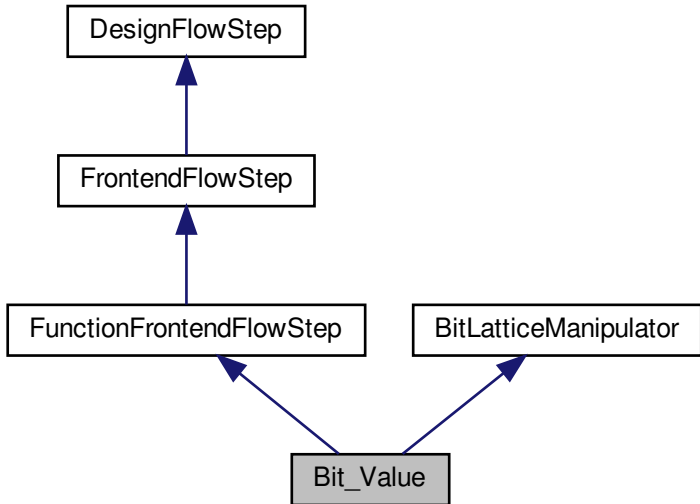 DesignFlowStep
FrontendFlowStep
FunctionFrontendFlowStep
BitLatticeManipulator
Bit_Value